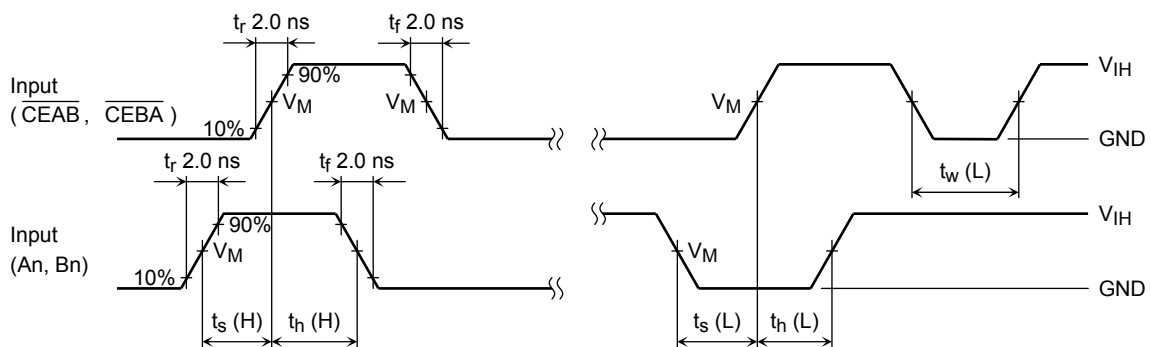 tr 2.0 ns
tf 2.0 ns
Input
(CEAB, CEBA)
10%
90%
VM
VM
VM
VIH
GND
tw (L)
tr 2.0 ns
tf 2.0 ns
Input
(An, Bn)
10%
90%
VM
VM
VIH
GND
ts (H)
th (H)
ts (L)
th (L)